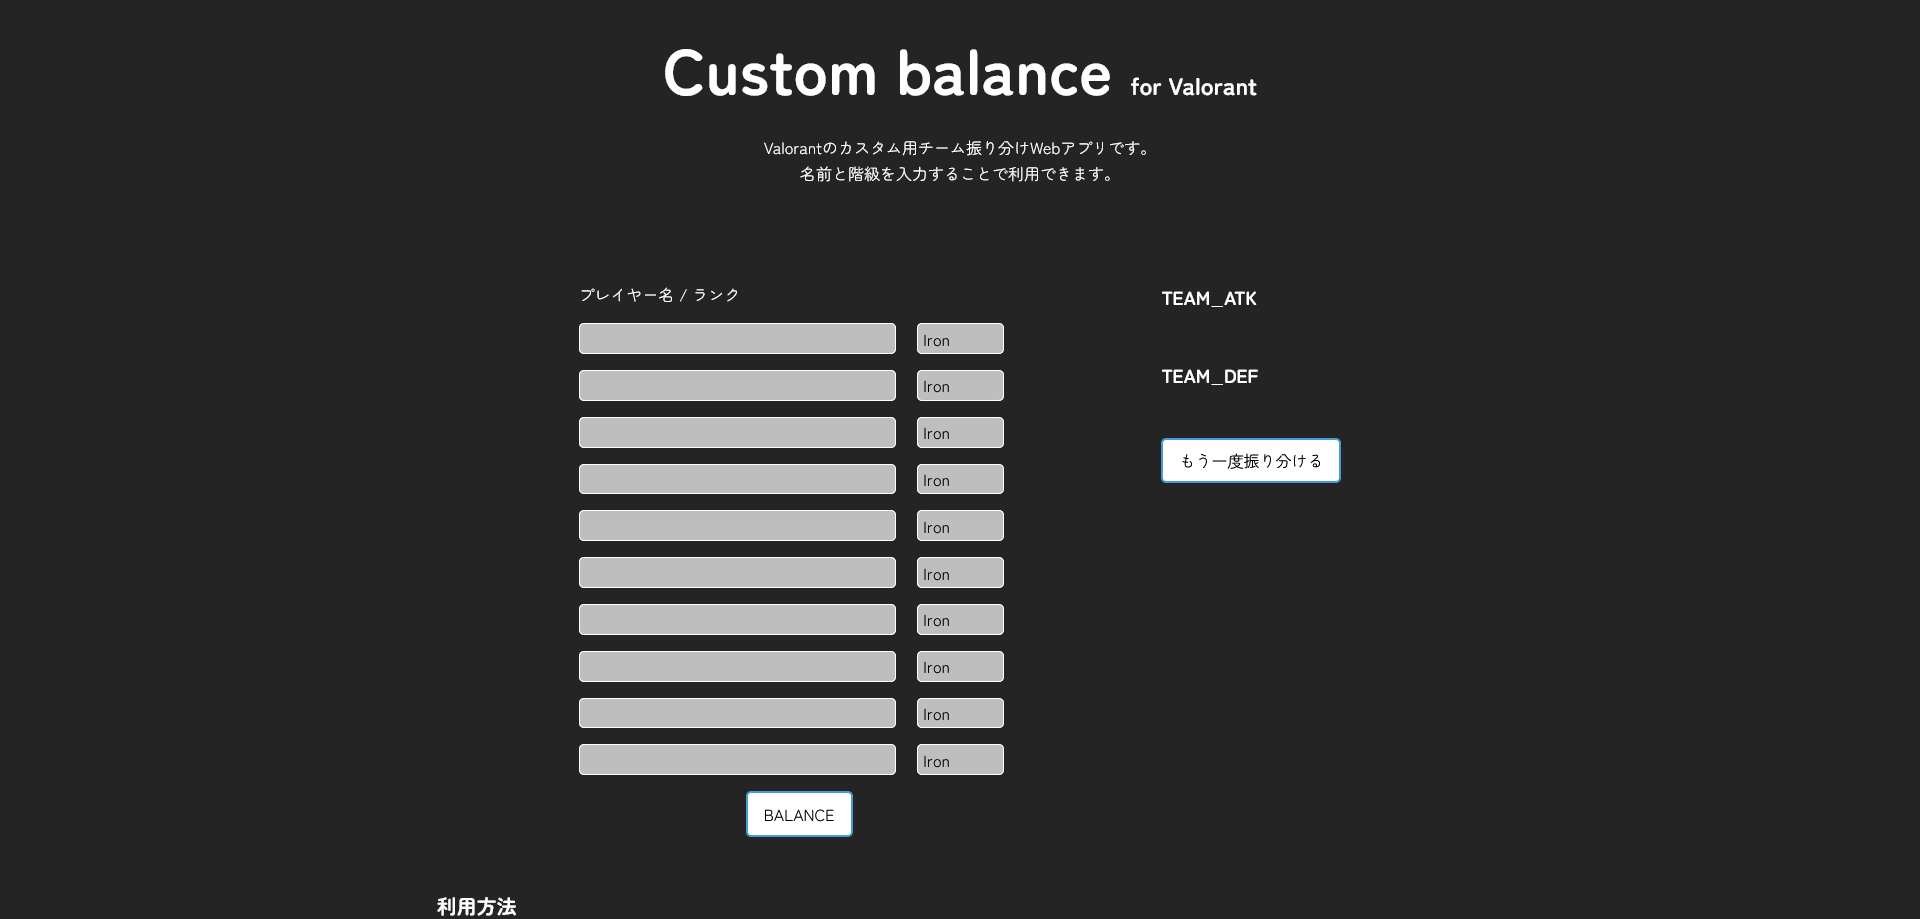 Custom balance for Valorant
Valorantのカスタム用チーム振り分けWebアプリです。
名前と階級を入力することで利用できます。
プレイヤー名 / ランク
Iron
Iron
Iron
Iron
Iron
Iron
Iron
Iron
Iron
Iron
BALANCE
TEAM_ATK
TEAM_DEF
もう一度振り分ける
利用方法